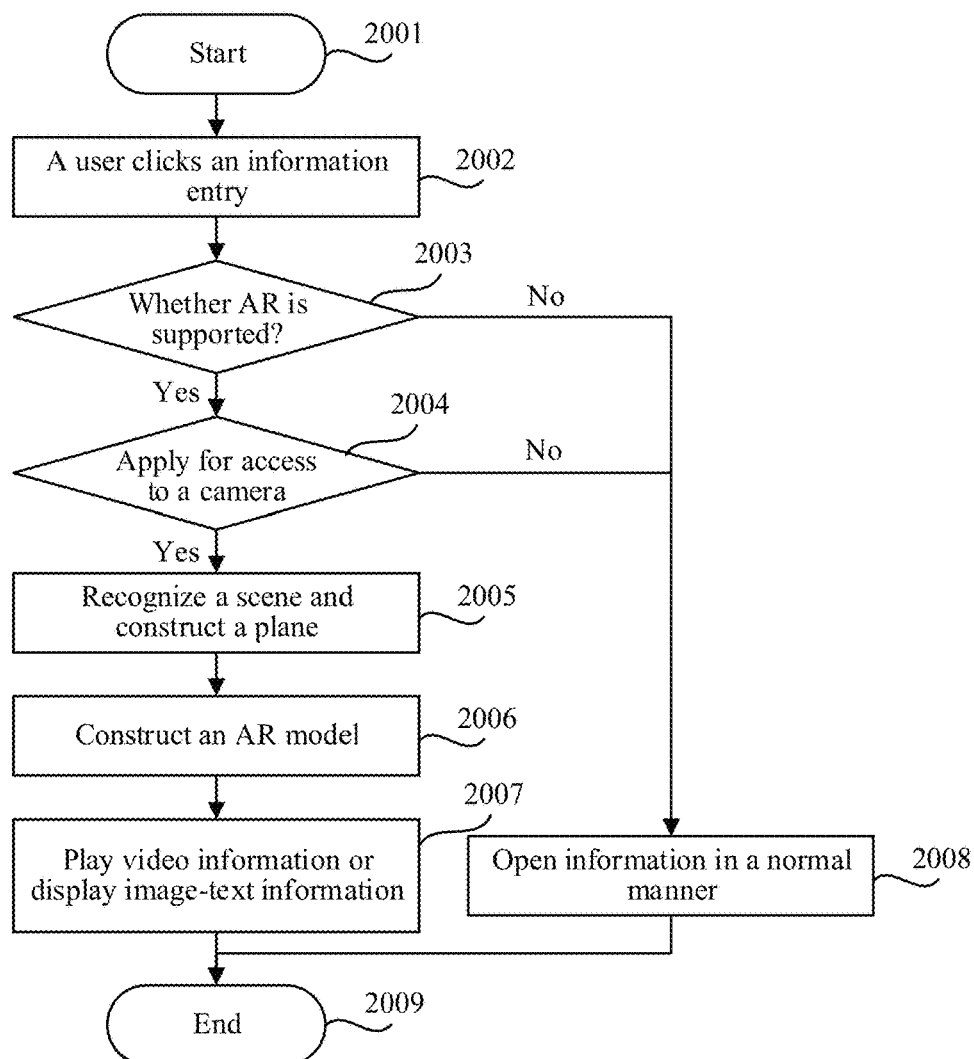 Start
2001
A user clicks an information
entry
2002
2003
Whether AR is
supported?
No
Yes
2004
Apply for access
to a camera
No
Yes
Recognize a scene and
construct a plane
2005
Construct an AR model
2006
2007
Play video information or
display image-text information
Open information in a normal
manner
2008
End
2009